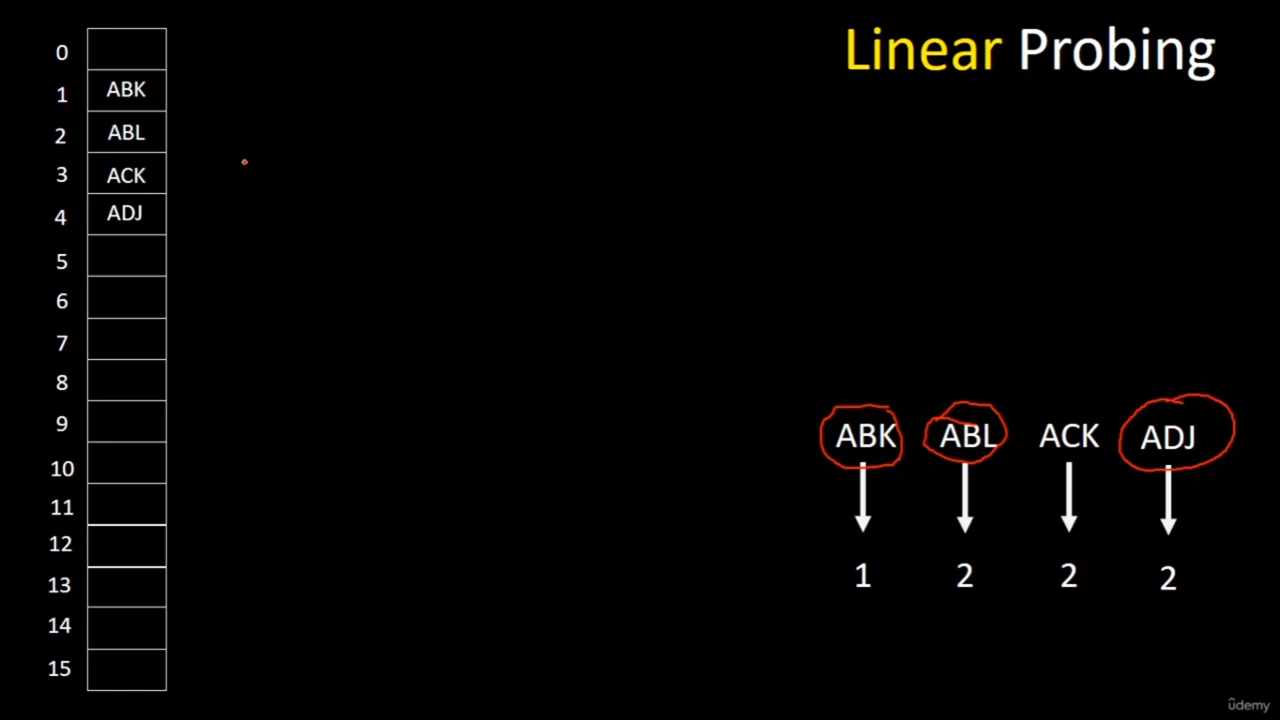 Linear Probing
0
1 ABK
2 ABL
3 ACK
4 ADJ
5
6
7
8
9
10
11
12
13
14
15
ABK ABL ACK ADJ
1 2 2 2
ûdemy